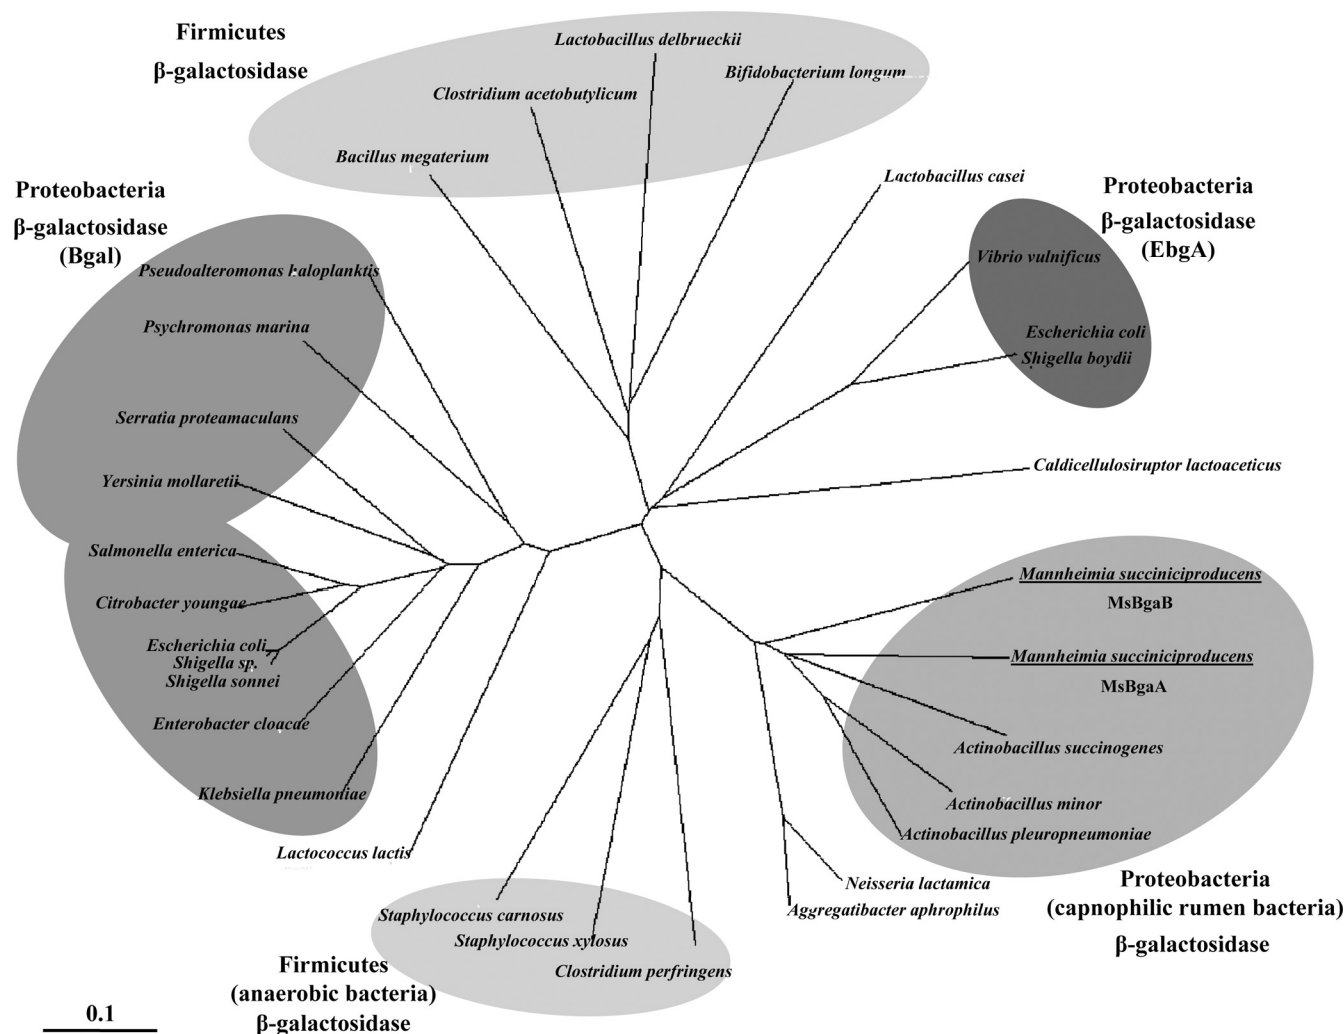 Firmicutes
β-galactosidase
Lactobacillus delbrueckii
Bifidobacterium longum
Clostridium acetobutylicum
Bacillus megaterium
Lactobacillus casei
Proteobacteria
β-galactosidase
(EbgA)
Vibrio vulnificus
Escherichia coli
Shigella boydii
Proteobacteria
β-galactosidase
(Bgal)
Pseudoalteromonas haloplanktis
Psychromonas marina
Serratia proteamaculans
Yersinia mollaretii
Salmonella enterica
Citrobacter youngae
Escherichia coli
Shigella sp.
Shigella sonnei
Enterobacter cloacae
Klebsiella pneumoniae
Lactococcus lactis
Caldicellulosiruptor lactoaceticus
Mannheimia succiniciproducens
MsBgaB
Mannheimia succiniciproducens
MsBgaA
Actinobacillus succinogenes
Actinobacillus minor
Actinobacillus pleuropneumoniae
Neisseria lactamica
Aggregatibacter aphrophilus
Proteobacteria
(capnophilic rumen bacteria)
β-galactosidase
Staphylococcus carnosus
Staphylococcus xylosus
Clostridium perfringens
Firmicutes
(anaerobic bacteria)
β-galactosidase
0.1